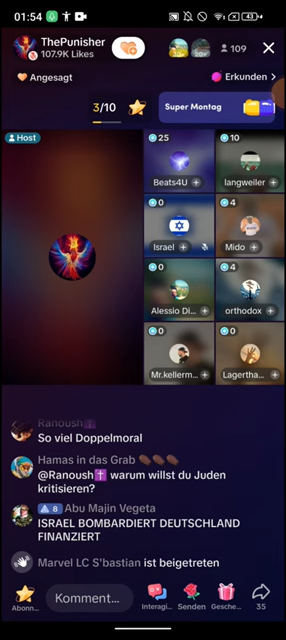 01:54
43
ThePunisher
107.9K Likes
20+
20+
109
Angesagt
Erkunden >
3/10
Super Montag
Host
25
10
Beats4U
langweiler
0
4
Israel
Mido
0
4
Alessio Di...
orthodox
0
0
Mr.kellerm...
Lagertha...
Ranoush✝️
So viel Doppelmoral
Hamas in das Grab
@Ranoush✝️ warum willst du Juden
kritisieren?
8 Abu Majin Vegeta
ISRAEL BOMBARDIERT DEUTSCHLAND
FINANZIERT
Marvel LC S'bastian ist beigetreten
Abonn...
Komment...
Interagi...
Senden
Gesche...
35